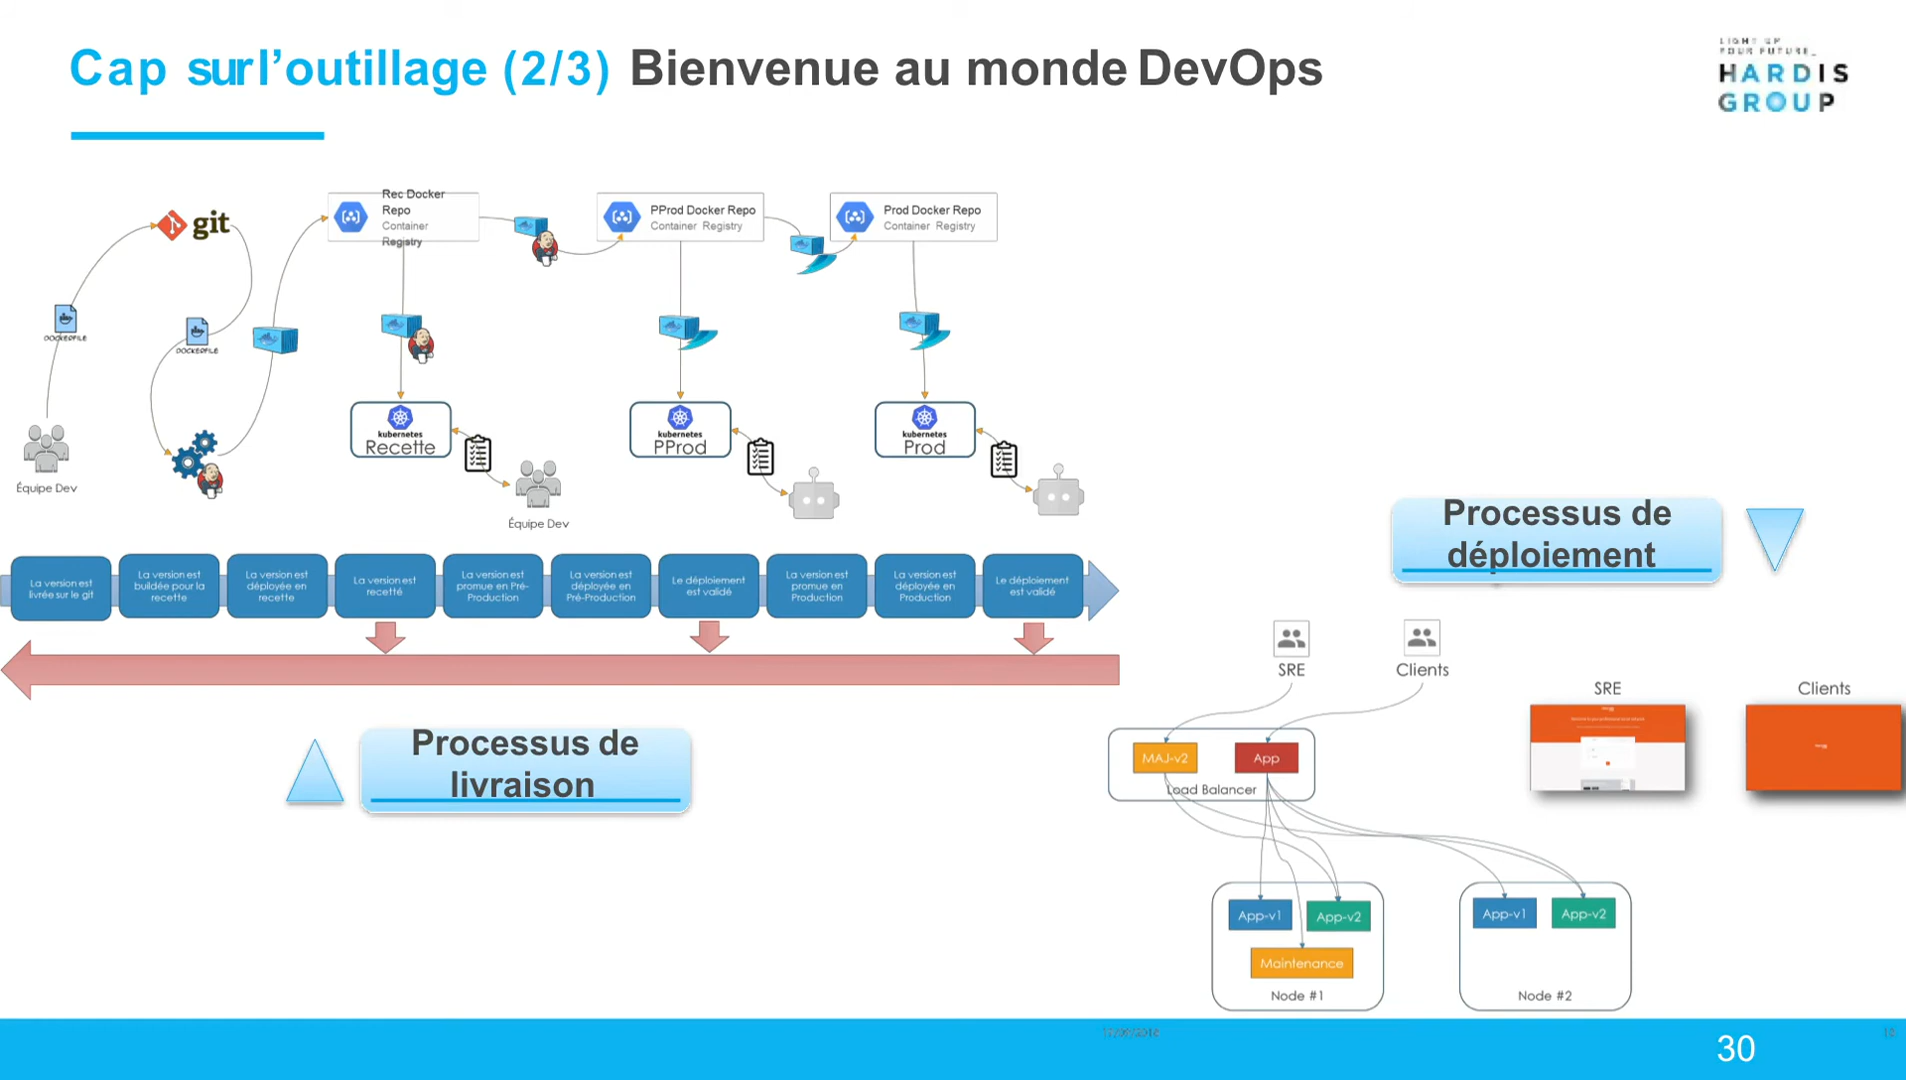 Cap surl’outillage (2/3) Bienvenue au monde DevOps
LIGHT UP
YOUR FUTURE_
HARDIS
GROUP
git
Rec Docker
Repo
Container
Registry
PProd Docker Repo
Container Registry
Prod Docker Repo
Container Registry
DOCKERFILE
DOCKERFILE
kubernetes
Recette
kubernetes
PProd
kubernetes
Prod
Équipe Dev
Équipe Dev
La version est
livrée sur le git
La version est
buildée pour la
recette
La version est
déployée en
recette
La version est
recetté
La version est
promue en Pré-
Production
La version est
déployée en
Pré-Production
Le déploiement
est validé
La version est
promue en
Production
La version est
déployée en
Production
Le déploiement
est validé
Processus de
livraison
Processus de
déploiement
SRE
Clients
SRE
Clients
MAJ-v2
App
Load Balancer
App-v1
App-v2
Maintenance
Node #1
App-v1
App-v2
Node #2
30